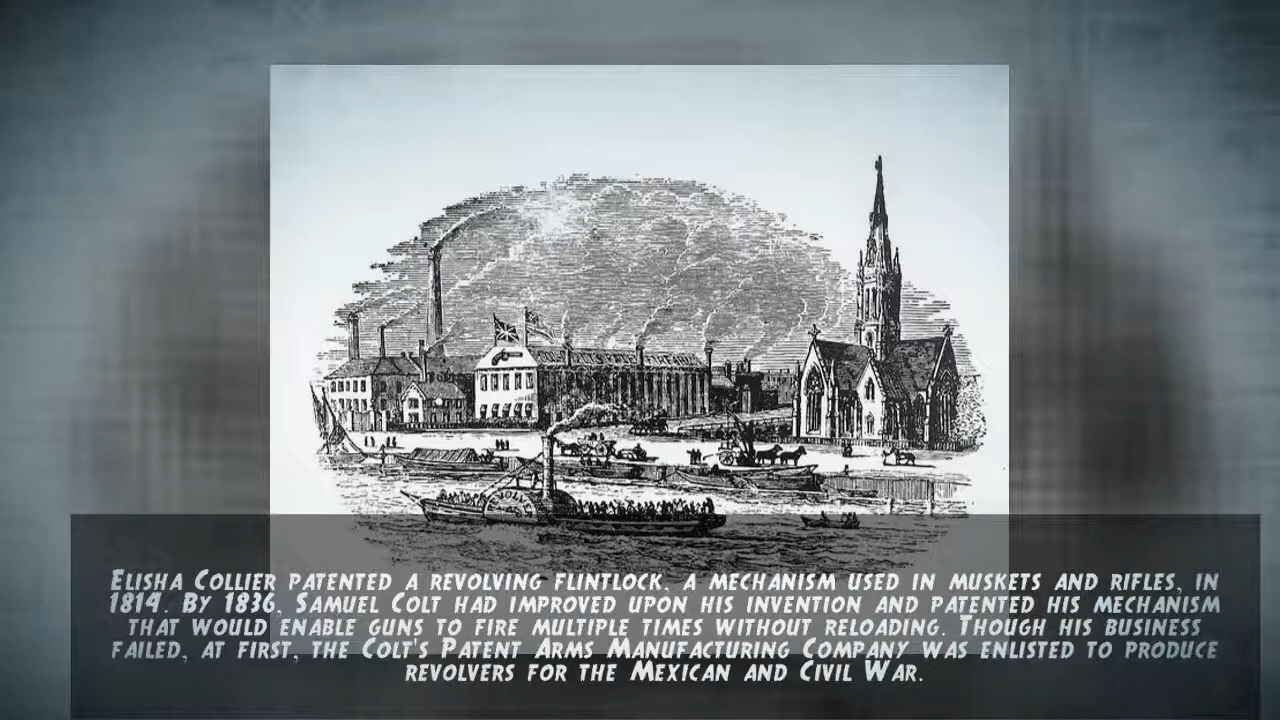 Elisha Collier patented a revolving flintlock, a mechanism used in muskets and rifles, in
1814. By 1836, Samuel Colt had improved upon his invention and patented his mechanism
that would enable guns to fire multiple times without reloading. Though his business
failed, at first, the Colt's Patent Arms Manufacturing Company was enlisted to produce
revolvers for the Mexican and Civil War.